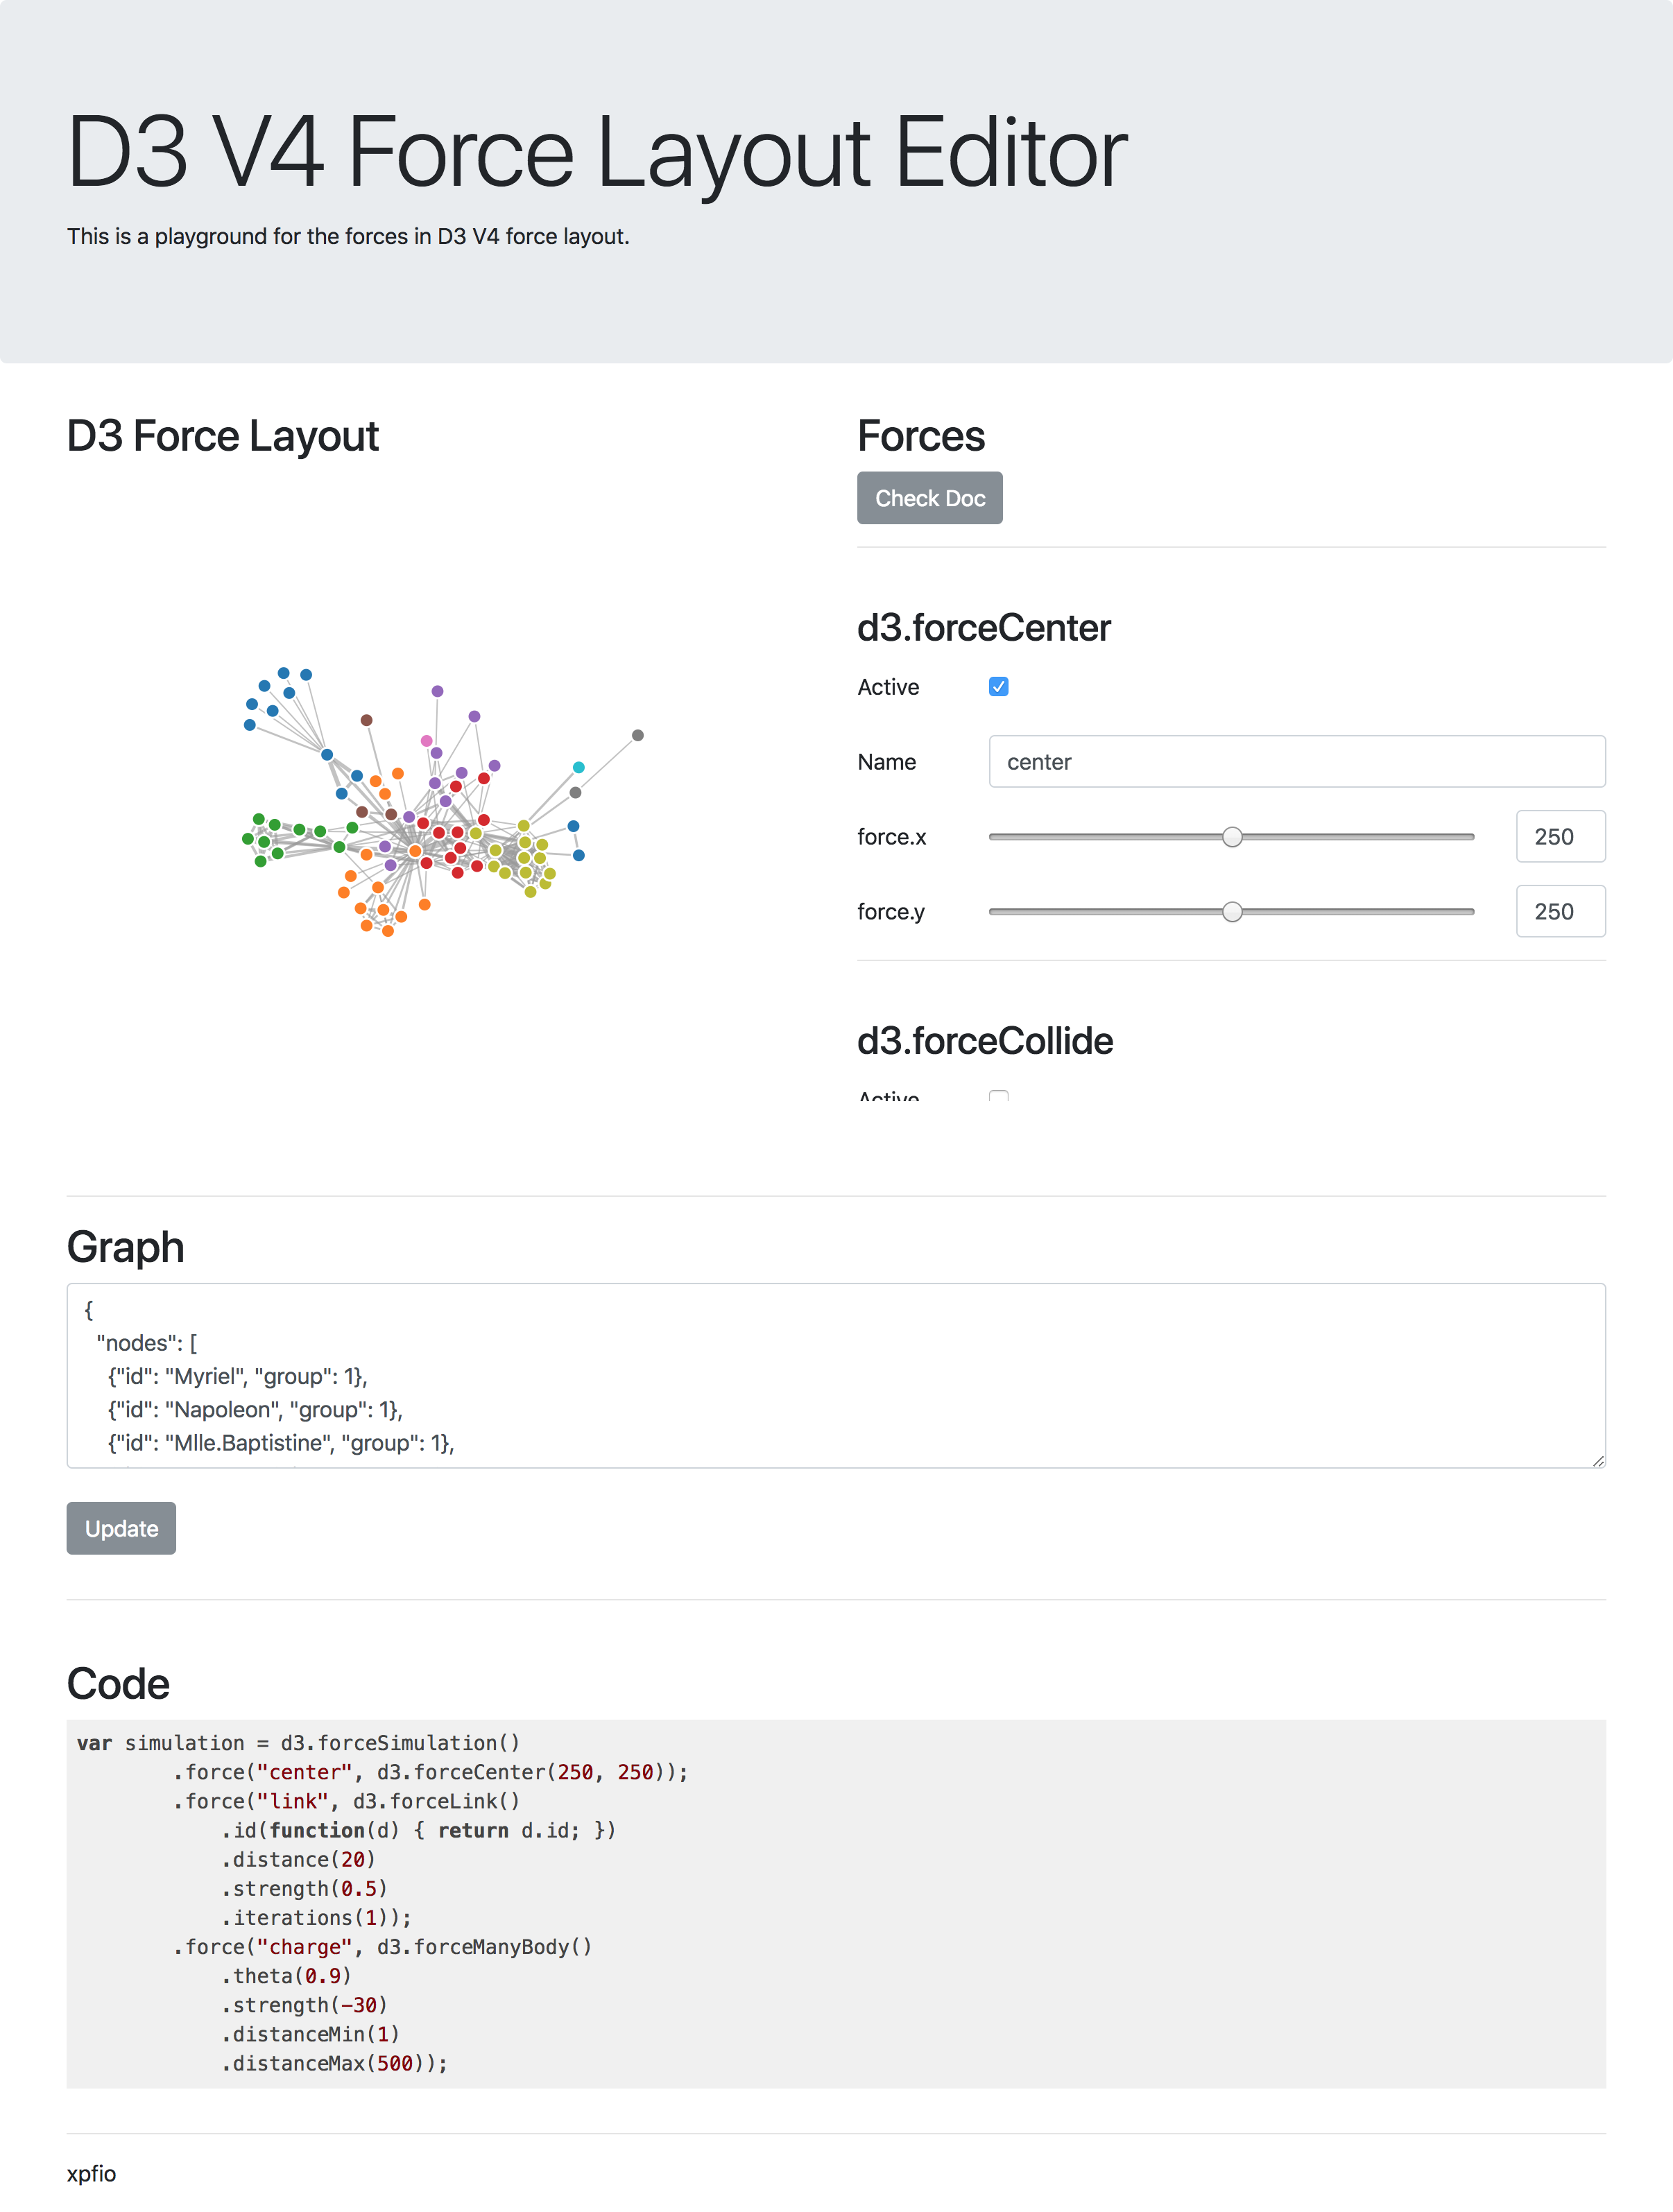 D3 V4 Force Layout Editor
This is a playground for the forces in D3 V4 force layout.
D3 Force Layout
Forces
Check Doc
d3.forceCenter
Active
Name center
force.x 250
force.y 250
d3.forceCollide
Active
Graph
{
  "nodes": [
    {"id": "Myriel", "group": 1},
    {"id": "Napoleon", "group": 1},
    {"id": "Mlle.Baptistine", "group": 1},
Update
Code
var simulation = d3.forceSimulation()
        .force("center", d3.forceCenter(250, 250));
        .force("link", d3.forceLink()
            .id(function(d) { return d.id; })
            .distance(20)
            .strength(0.5)
            .iterations(1));
        .force("charge", d3.forceManyBody()
            .theta(0.9)
            .strength(-30)
            .distanceMin(1)
            .distanceMax(500));
xpfio